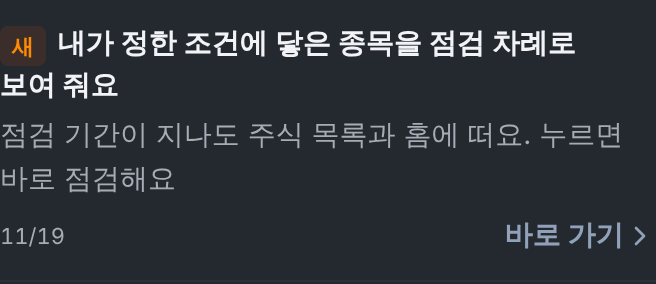 새 내가 정한 조건에 닿은 종목을 점검 차례로
보여 줘요
점검 기간이 지나도 주식 목록과 홈에 떠요. 누르면
바로 점검해요
11/19
바로 가기